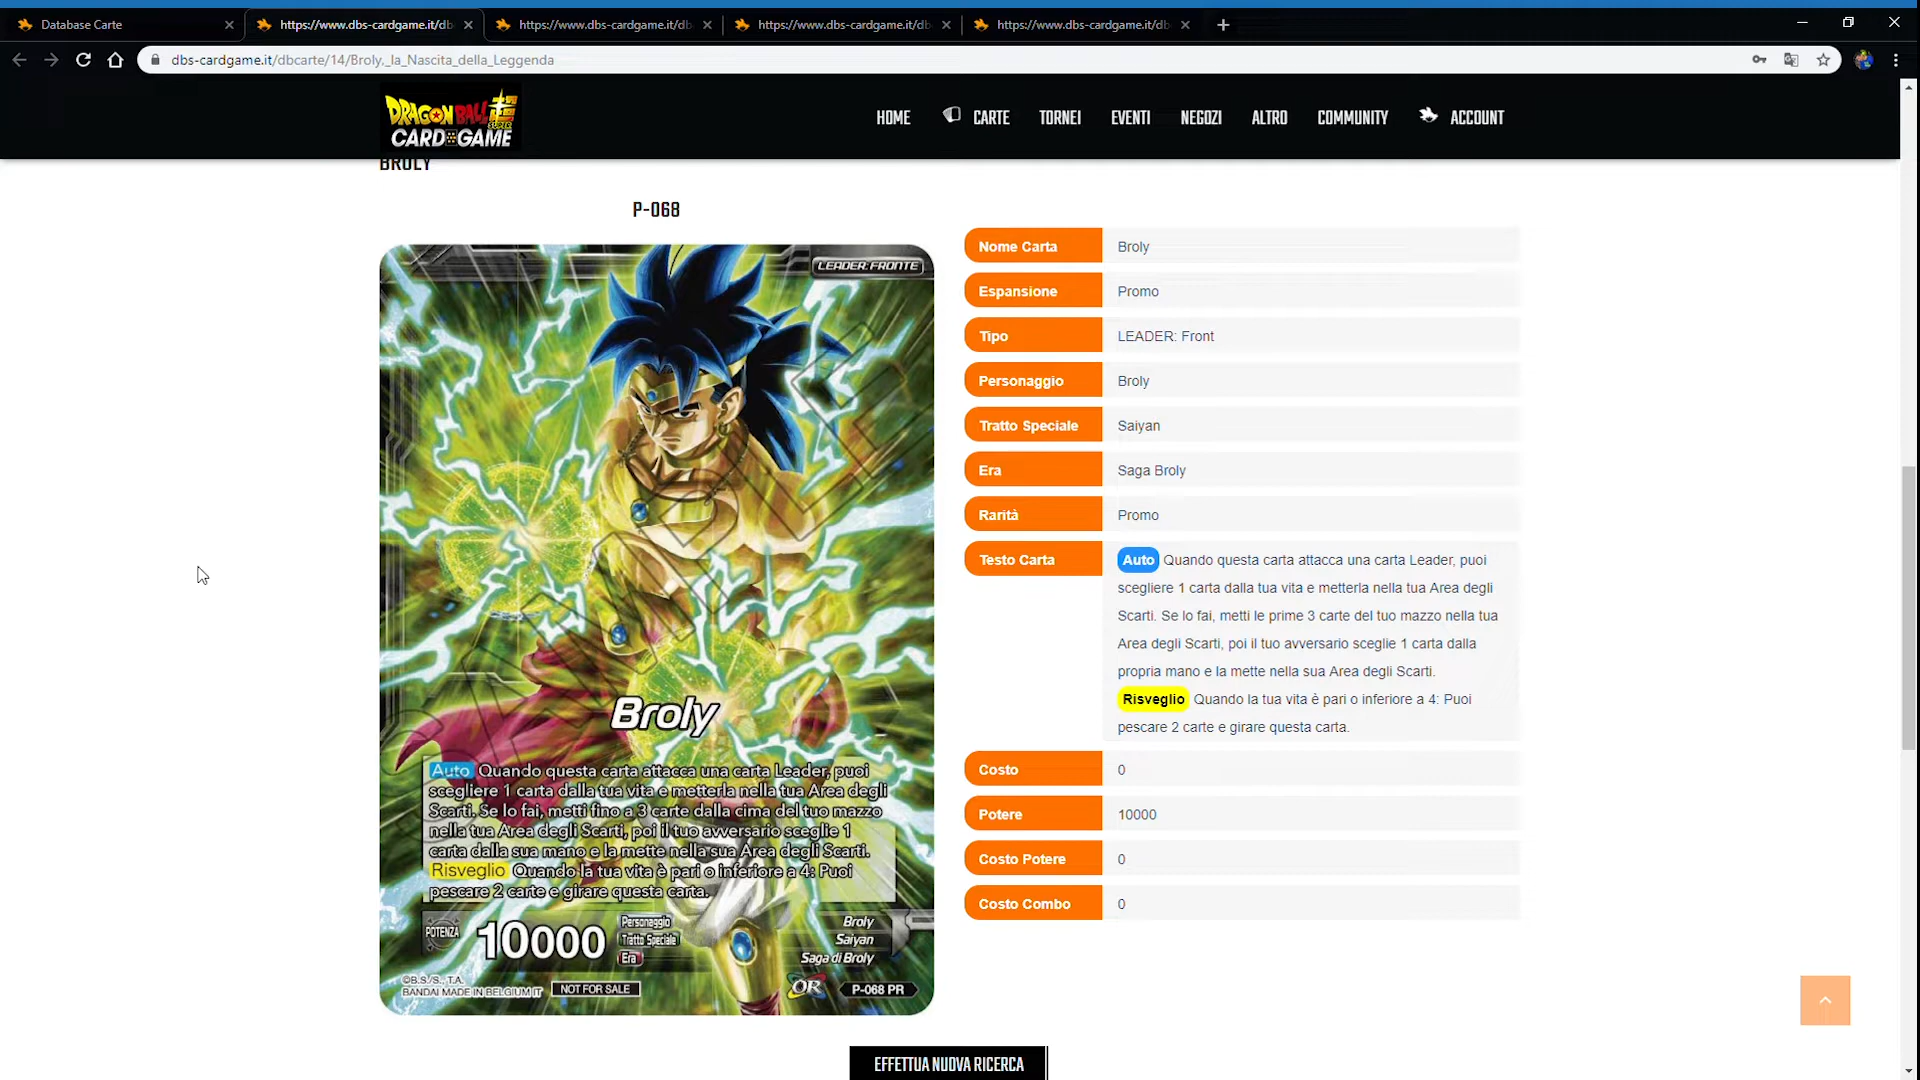 Database Carte
https://www.dbs-cardgame.it/db
https://www.dbs-cardgame.it/db
https://www.dbs-cardgame.it/db
https://www.dbs-cardgame.it/db
dbs-cardgame.it/dbcarte/14/Broly,_la_Nascita_della_Leggenda
DRAGON BALL SUPER
CARD GAME
HOME CARTE TORNEI EVENTI NEGOZI ALTRO COMMUNITY ACCOUNT
BROLY
P-068
LEADER:FRONTE
SAMPLE
Broly
Auto Quando questa carta attacca una carta Leader, puoi
scegliere 1 carta dalla tua vita e metterla nella tua Area degli
Scarti. Se lo fai, metti fino a 3 carte dalla cima del tuo mazzo
nella tua Area degli Scarti, poi il tuo avversario sceglie 1
carta dalla sua mano e la mette nella sua Area degli Scarti.
Risveglio Quando la tua vita è pari o inferiore a 4: Puoi
pescare 2 carte e girare questa carta.
POTENZA 10000
Personaggio Broly
Tratto Speciale Saiyan
Era Saga di Broly
©B.S./S., T.A.
BANDAI MADE IN BELGIUM IT NOT FOR SALE OR P-068 PR
Nome Carta Broly
Espansione Promo
Tipo LEADER: Front
Personaggio Broly
Tratto Speciale Saiyan
Era Saga Broly
Rarità Promo
Testo Carta Auto Quando questa carta attacca una carta Leader, puoi
scegliere 1 carta dalla tua vita e metterla nella tua Area degli
Scarti. Se lo fai, metti le prime 3 carte del tuo mazzo nella tua
Area degli Scarti, poi il tuo avversario sceglie 1 carta dalla
propria mano e la mette nella sua Area degli Scarti.
Risveglio Quando la tua vita è pari o inferiore a 4: Puoi
pescare 2 carte e girare questa carta.
Costo 0
Potere 10000
Costo Potere 0
Costo Combo 0
EFFETTUA NUOVA RICERCA